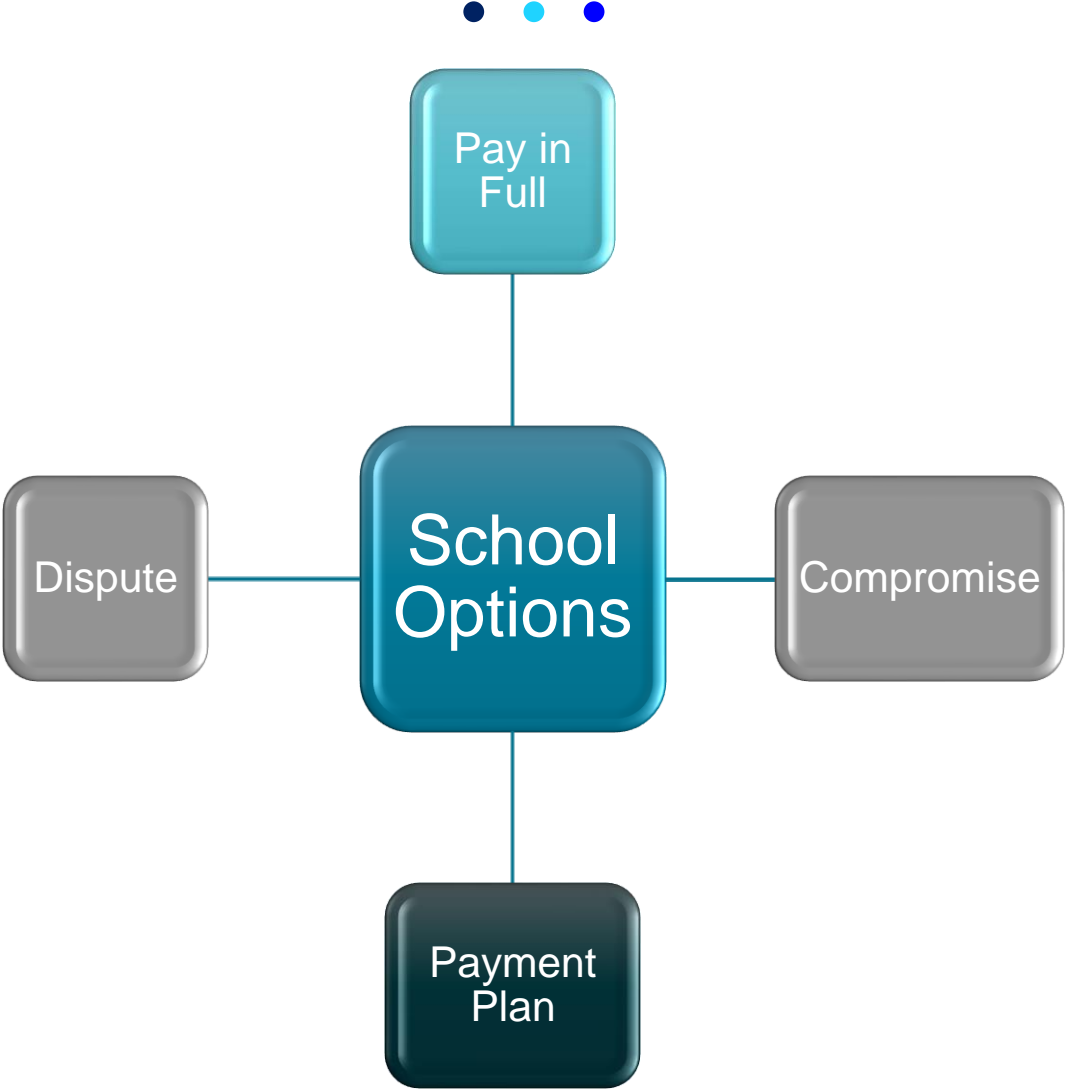 Pay in
Full
Dispute
School
Options
Compromise
Payment
Plan